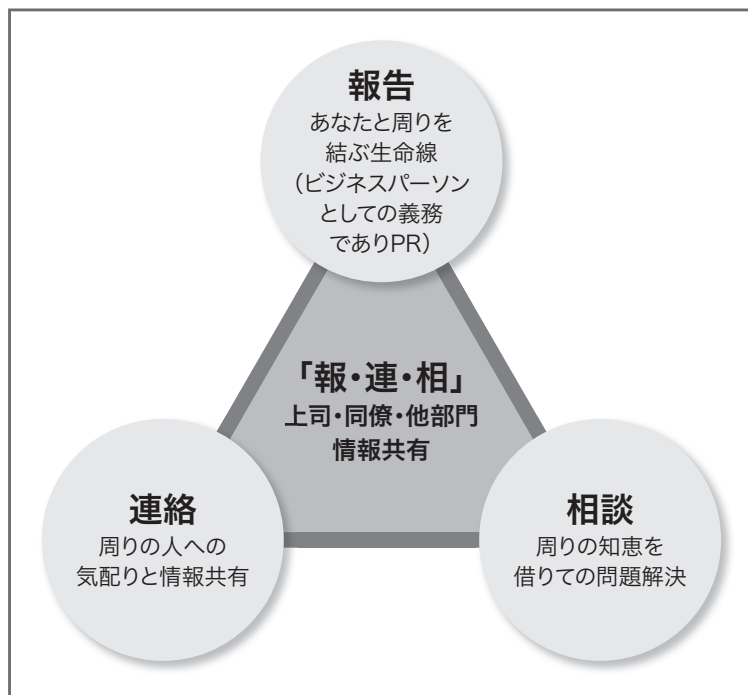 報告
あなたと周りを
結ぶ生命線
(ビジネスパーソン
としての義務
でありPR)
「報・連・相」
上司・同僚・他部門
情報共有
連絡
周りの人への
気配りと情報共有
相談
周りの知恵を
借りての問題解決